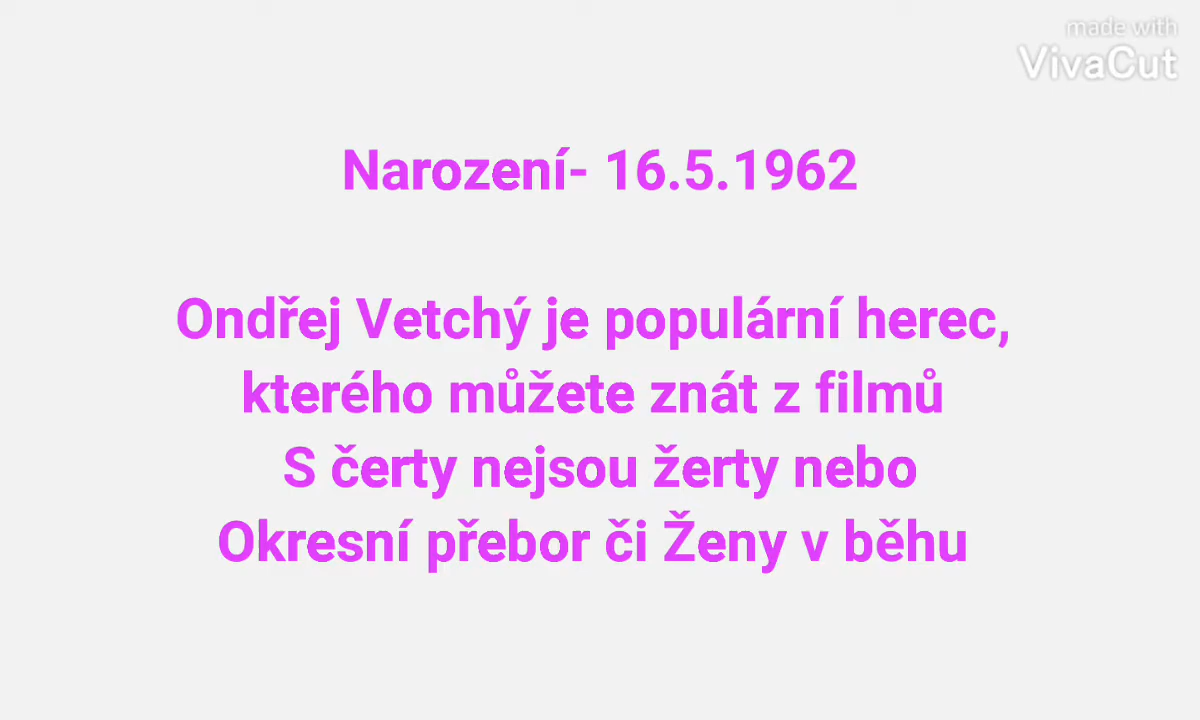 made with
VivaCut
Narození- 16.5.1962
Ondřej Vetchý je populární herec,
kterého můžete znát z filmů
S čerty nejsou žerty nebo
Okresní přebor či Ženy v běhu